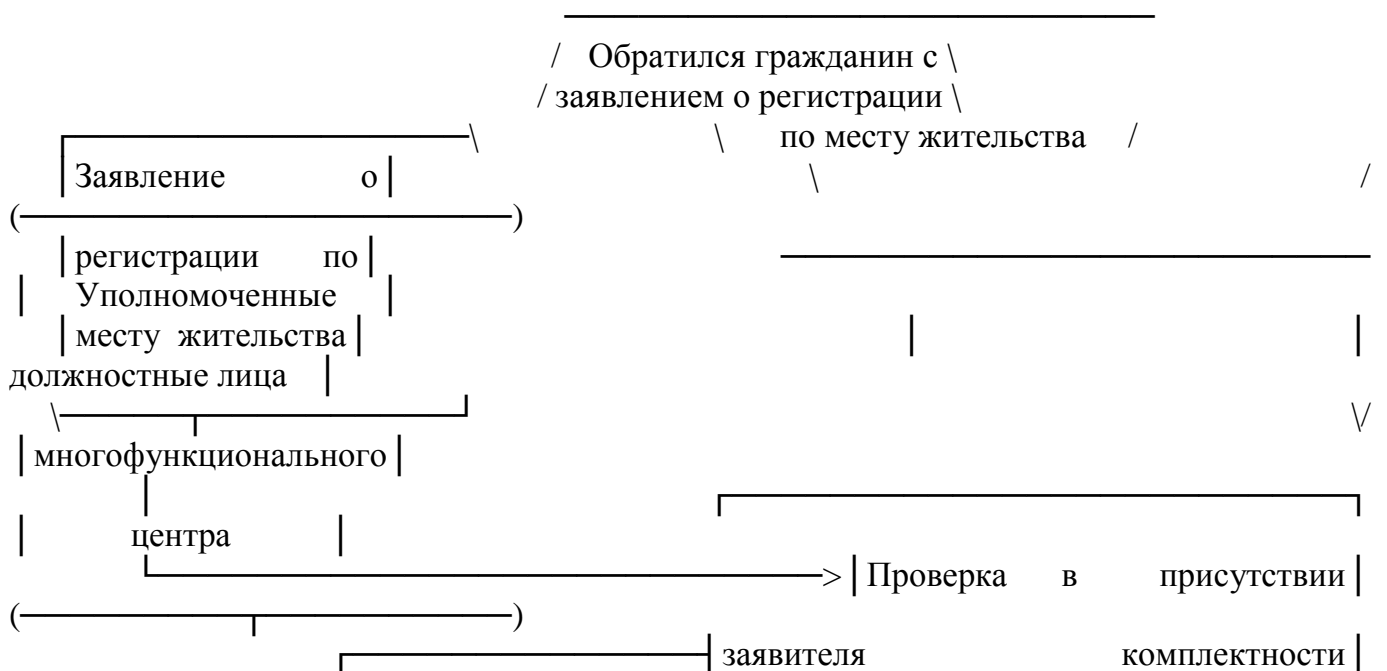 Обратился гражданин с
заявлением о регистрации
по месту жительства
Заявление о
регистрации по
Уполномоченные
месту жительства
должностные лица
многофункционального
центра
Проверка в присутствии
заявителя комплектности